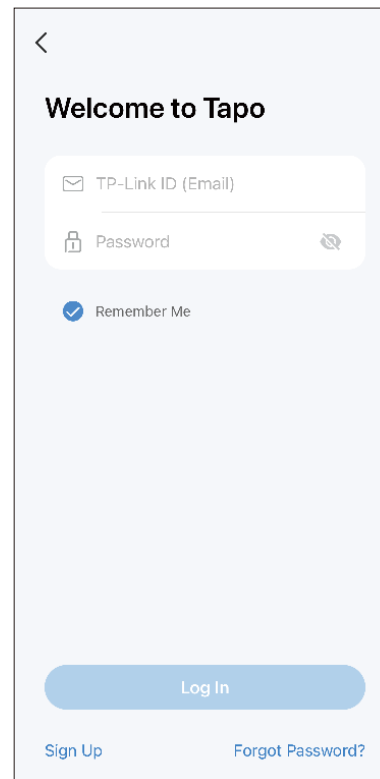 Welcome to Tapo
TP-Link ID (Email)
Password
Remember Me
Log In
Sign Up Forgot Password?